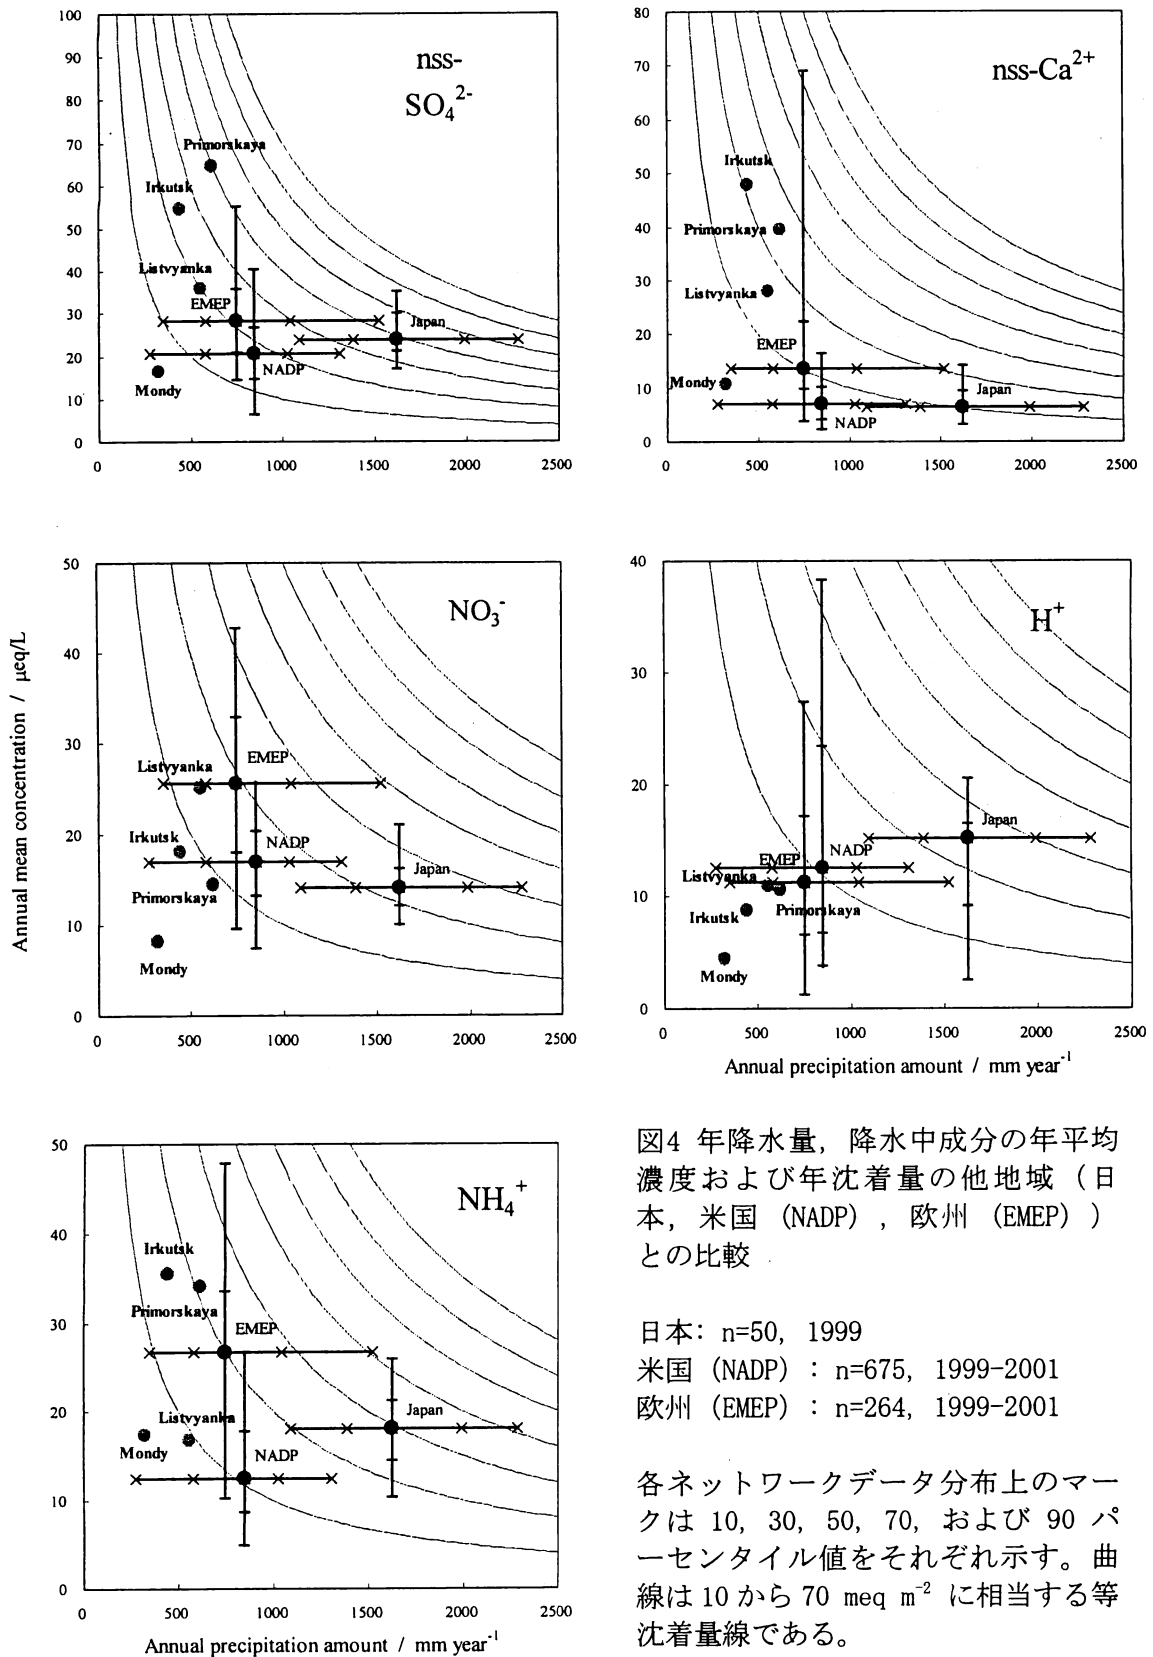 nss-
SO₄²⁻
100
90
80
70
60
50
40
30
20
10
0
Primorskaya
Irkutsk
Listvyanka
EMEP
Japan
NADP
Mondy
0 500 1000 1500 2000 2500
nss-Ca²⁺
80
70
60
50
40
30
20
10
0
Irkutsk
Primorskaya
Listvyanka
EMEP
Mondy
Japan
NADP
0 500 1000 1500 2000 2500
Annual mean concentration / μeq/L
NO₃⁻
50
40
30
20
10
0
EMEP
Listvyanka
Irkutsk
NADP
Japan
Primorskaya
Mondy
0 500 1000 1500 2000 2500
H⁺
40
30
20
10
0
Japan
EMEP
NADP
Listvyanka
Irkutsk
Primorskaya
Mondy
0 500 1000 1500 2000 2500
Annual precipitation amount / mm year⁻¹
NH₄⁺
50
40
30
20
10
0
Irkutsk
Primorskaya
EMEP
Listvyanka
Japan
Mondy
NADP
0 500 1000 1500 2000 2500
Annual precipitation amount / mm year⁻¹
図4 年降水量,降水中成分の年平均
濃度および年沈着量の他地域(日
本,米国(NADP),欧州(EMEP))
との比較
日本: n=50, 1999
米国(NADP): n=675, 1999-2001
欧州(EMEP): n=264, 1999-2001
各ネットワークデータ分布上のマー
クは 10, 30, 50, 70, および 90 パ
ーセンタイル値をそれぞれ示す。曲
線は 10 から 70 meq m⁻² に相当する等
沈着量線である。